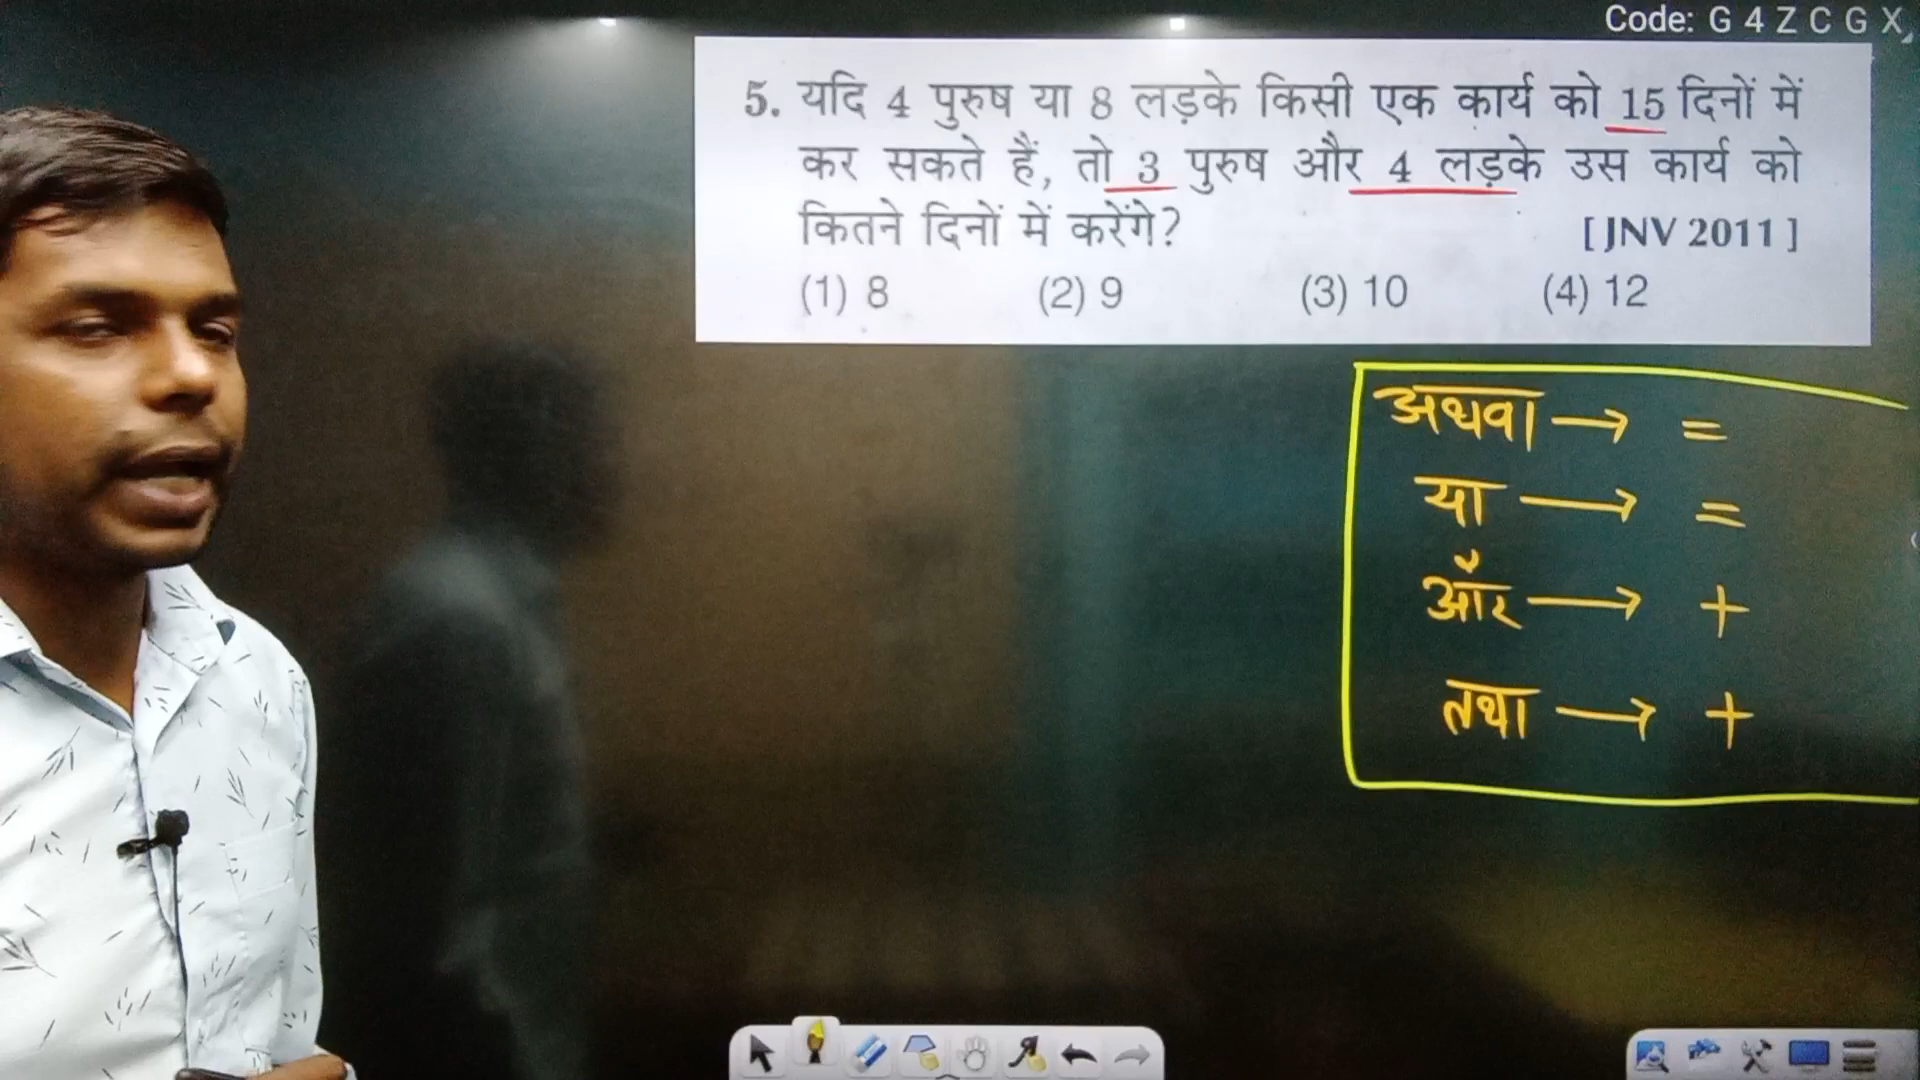 Code: G 4 Z C G X
5. यदि 4 पुरुष या 8 लड़के किसी एक कार्य को 15 दिनों में
कर सकते हैं, तो 3 पुरुष और 4 लड़के उस कार्य को
कितने दिनों में करेंगे? [ JNV 2011 ]
(1) 8 (2) 9 (3) 10 (4) 12
अथवा → =
या → =
और → +
तथा → +